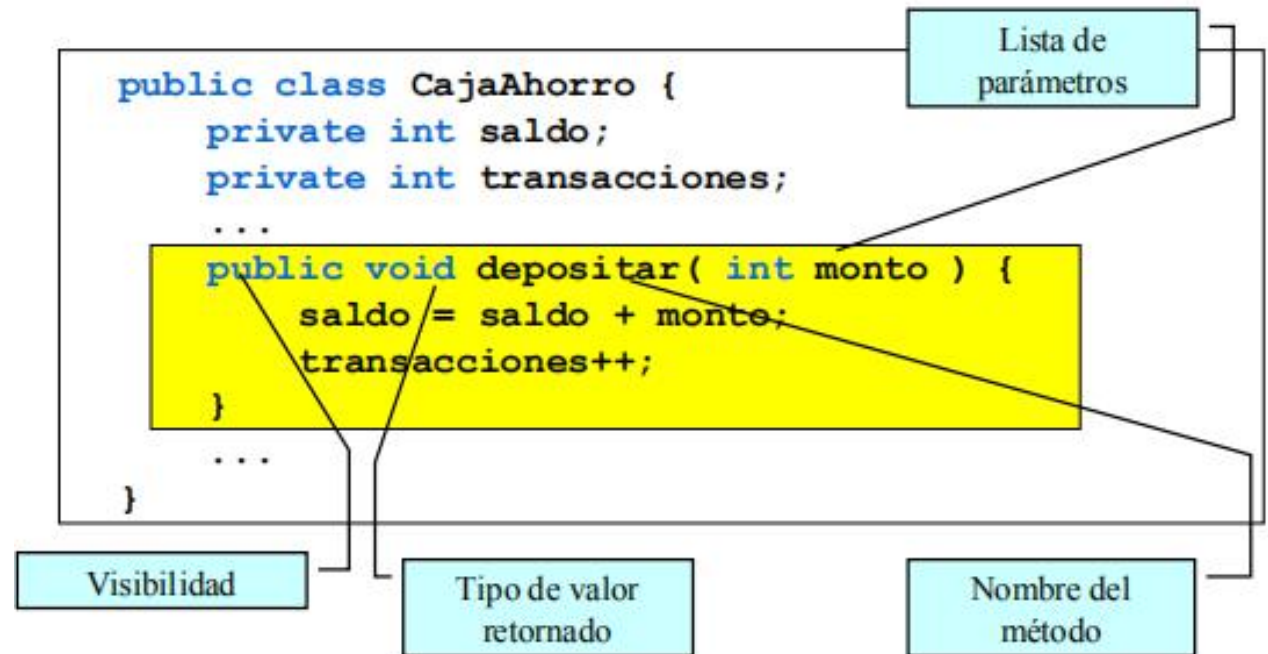 Lista de
parámetros
public class CajaAhorro {
private int saldo;
private int transacciones;
...
public void depositar( int monto ) {
saldo = saldo + monto;
transacciones++;
}
...
}
Visibilidad
Tipo de valor
retornado
Nombre del
método